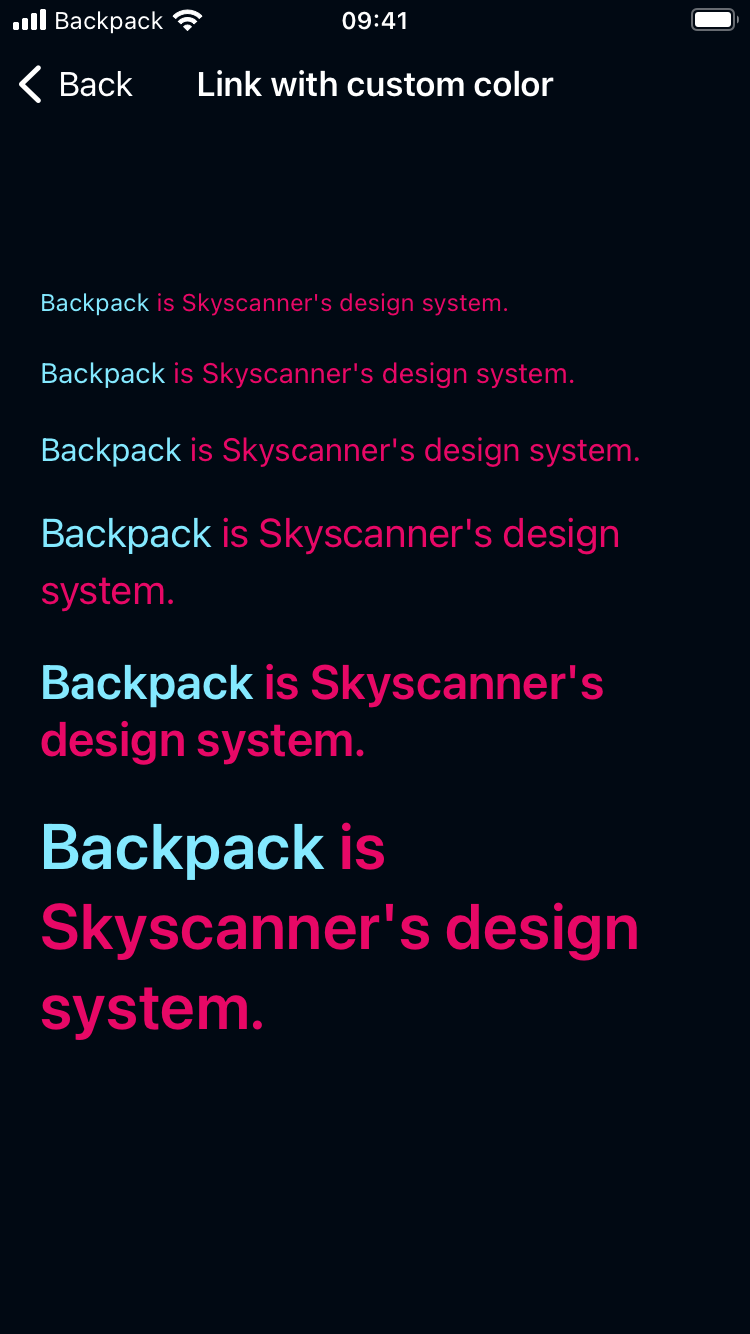 Backpack 09:41
Back Link with custom color
Backpack is Skyscanner's design system.
Backpack is Skyscanner's design system.
Backpack is Skyscanner's design system.
Backpack is Skyscanner's design
system.
Backpack is Skyscanner's
design system.
Backpack is
Skyscanner's design
system.